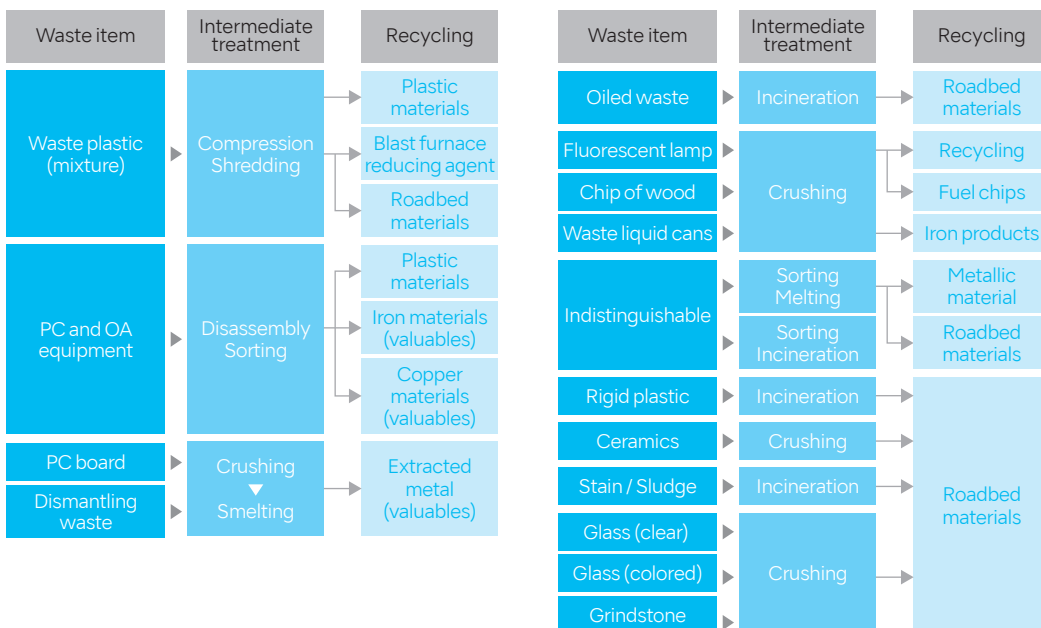 Waste item
Intermediate
treatment
Recycling
Waste plastic
(mixture)
Compression
Shredding
Plastic
materials
Blast furnace
reducing agent
Roadbed
materials
PC and OA
equipment
Disassembly
Sorting
Plastic
materials
Iron materials
(valuables)
Copper
materials
(valuables)
PC board
Dismantling
waste
Crushing
Smelting
Extracted
metal
(valuables)
Waste item
Intermediate
treatment
Recycling
Oiled waste
Incineration
Roadbed
materials
Fluorescent lamp
Chip of wood
Waste liquid cans
Crushing
Recycling
Fuel chips
Iron products
Indistinguishable
Sorting
Melting
Sorting
Incineration
Metallic
material
Roadbed
materials
Rigid plastic
Incineration
Ceramics
Crushing
Stain / Sludge
Incineration
Glass (clear)
Glass (colored)
Grindstone
Crushing
Roadbed
materials